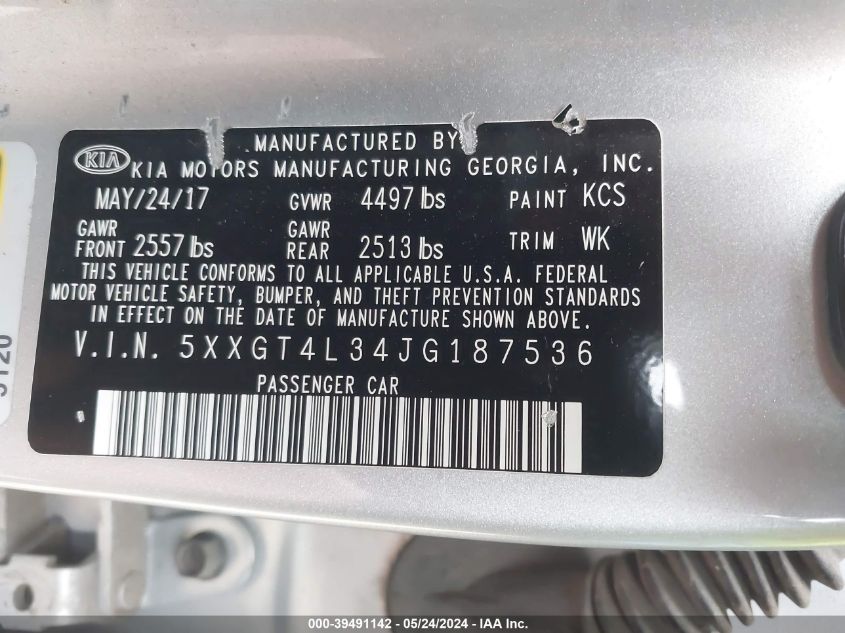 MANUFACTURED BY
KIA KIA MOTORS MANUFACTURING GEORGIA, INC.
MAY/24/17 GVWR 4497 lbs PAINT KCS
GAWR FRONT 2557 lbs GAWR REAR 2513 lbs TRIM WK
THIS VEHICLE CONFORMS TO ALL APPLICABLE U.S.A. FEDERAL
MOTOR VEHICLE SAFETY, BUMPER, AND THEFT PREVENTION STANDARDS
IN EFFECT ON THE DATE OF MANUFACTURE SHOWN ABOVE.
V.I.N. 5XXGT4L34JG187536
PASSENGER CAR
000-39491142 - 05/24/2024 - IAA Inc.